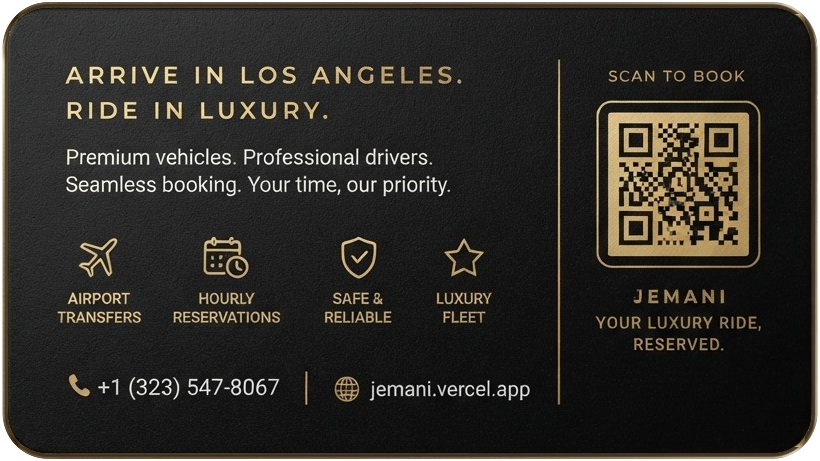 ARRIVE IN LOS ANGELES.
RIDE IN LUXURY.
Premium vehicles. Professional drivers.
Seamless booking. Your time, our priority.
AIRPORT
TRANSFERS
HOURLY
RESERVATIONS
SAFE &
RELIABLE
LUXURY
FLEET
+1 (323) 547-8067
jemani.vercel.app
SCAN TO BOOK
JEMANI
YOUR LUXURY RIDE,
RESERVED.